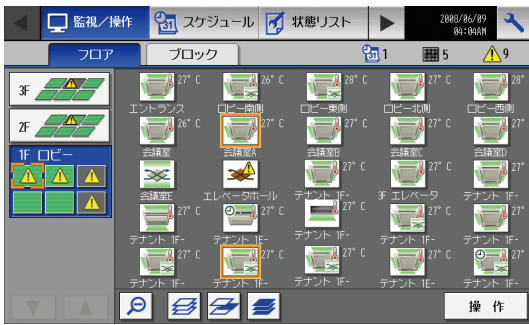 監視/操作 スケジュール 状態リスト 2008/06/09 04:04AM
フロア ブロック 1 5 9
3F
2F
1F ロビー
27°C 26°C 28°C 27°C 28°
エントランス ロビー南側 ロビー東側 ロビー北側 ロビー西側
26°C 27°C 27°C 27°C 27°
会議室 会議室A 会議室B 会議室C 会議室D
27°C 27°C 27°
会議室E エレベータホール テナント 1F- 3F エレベータ テナント 1F-
27°C 27°C 27°C 27°C 27°
テナント 1F- テナント 1E- テナント 1F- テナント 1F- テナント 1F-
27°C 27°C 27°C 27°C 27°
テナント 1F- テナント 1F- テナント 1F- テナント 1E- テナント 1F-
操 作